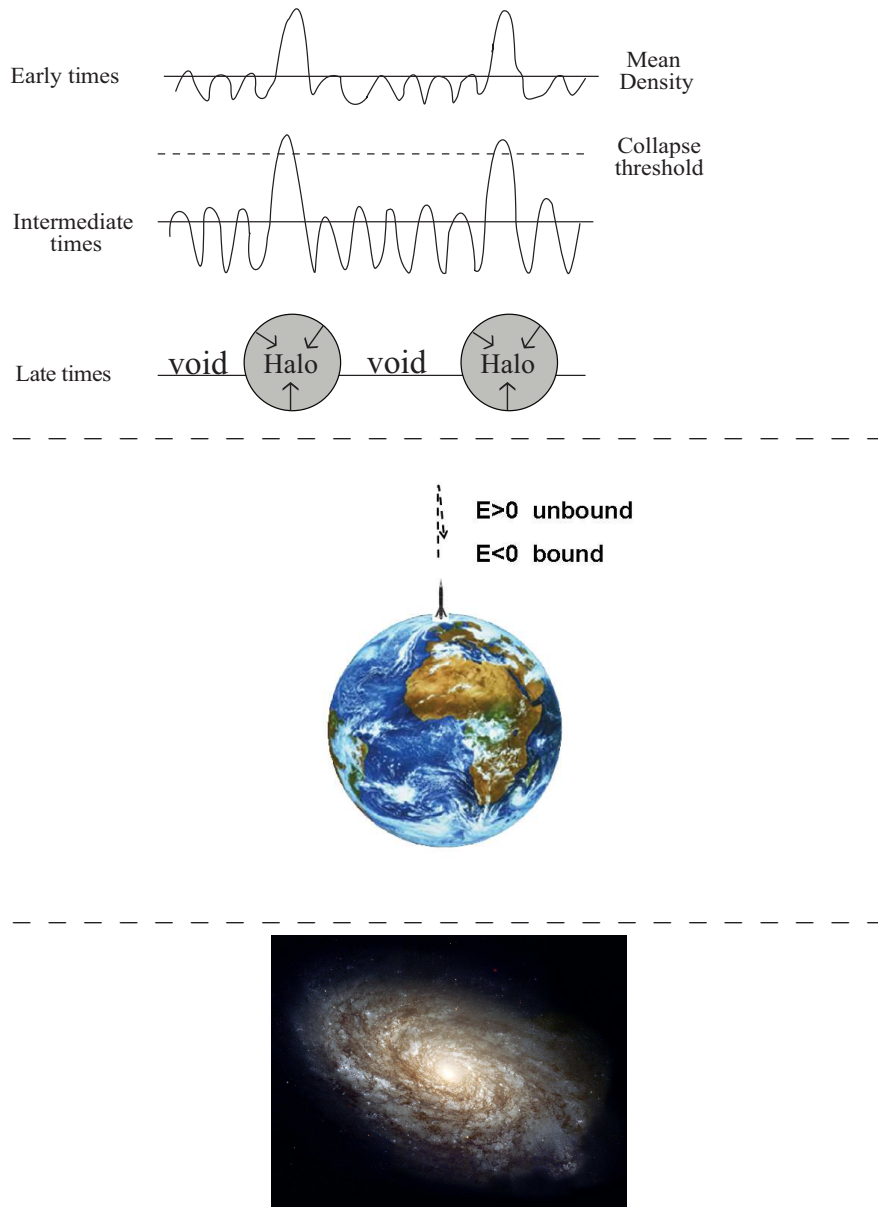 Early times
Mean
Density
Collapse
threshold
Intermediate
times
Late times
void
Halo
void
Halo
E>0 unbound
E<0 bound